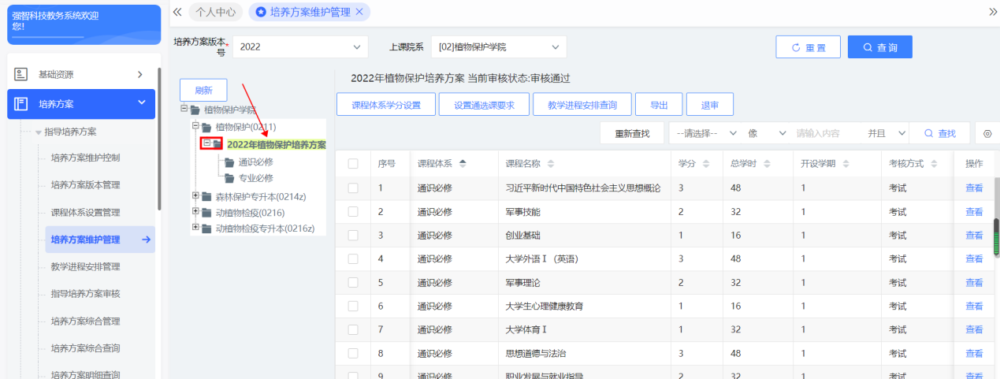 强智科技教务系统欢迎
您!
个人中心
培养方案维护管理
培养方案版本号* 2022 上课院系 [02]植物保护学院 重置 查询
基础资源
培养方案
指导培养方案
培养方案维护控制
培养方案版本管理
课程体系设置管理
培养方案维护管理
教学进程安排管理
指导培养方案审核
培养方案综合管理
培养方案综合查询
培养方案明细查询
刷新
植物保护学院
植物保护(0211)
2022年植物保护培养方案
通识必修
专业必修
森林保护专升本(0214z)
动植物检疫(0216)
动植物检疫专升本(0216z)
2022年植物保护培养方案 当前审核状态:审核通过
课程体系学分设置 设置通选课要求 教学进程安排查询 导出 退审
重新查找 --请选择-- 像 请输入内容 并且 查找
序号 课程体系 课程名称 学分 总学时 开设学期 考核方式 操作
1 通识必修 习近平新时代中国特色社会主义思想概论 3 48 1 考试 查看
2 通识必修 军事技能 2 32 1 考试 查看
3 通识必修 创业基础 1 16 1 考试 查看
4 通识必修 大学外语Ⅰ（英语） 3 48 1 考试 查看
5 通识必修 军事理论 2 32 1 考试 查看
6 通识必修 大学生心理健康教育 1 16 1 考试 查看
7 通识必修 大学体育Ⅰ 1 32 1 考试 查看
8 通识必修 思想道德与法治 3 48 1 考试 查看
9 通识必修 职业发展与就业指导 2 32 1 考试 查看